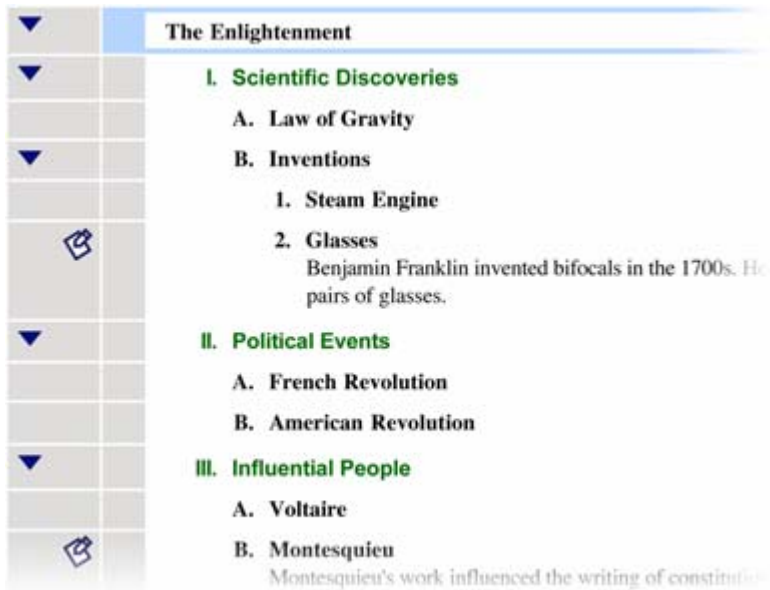 The Enlightenment
I. Scientific Discoveries
A. Law of Gravity
B. Inventions
1. Steam Engine
2. Glasses
Benjamin Franklin invented bifocals in the 1700s.
pairs of glasses.
II. Political Events
A. French Revolution
B. American Revolution
III. Influential People
A. Voltaire
B. Montesquieu
Montesquieu's work influenced the writing of